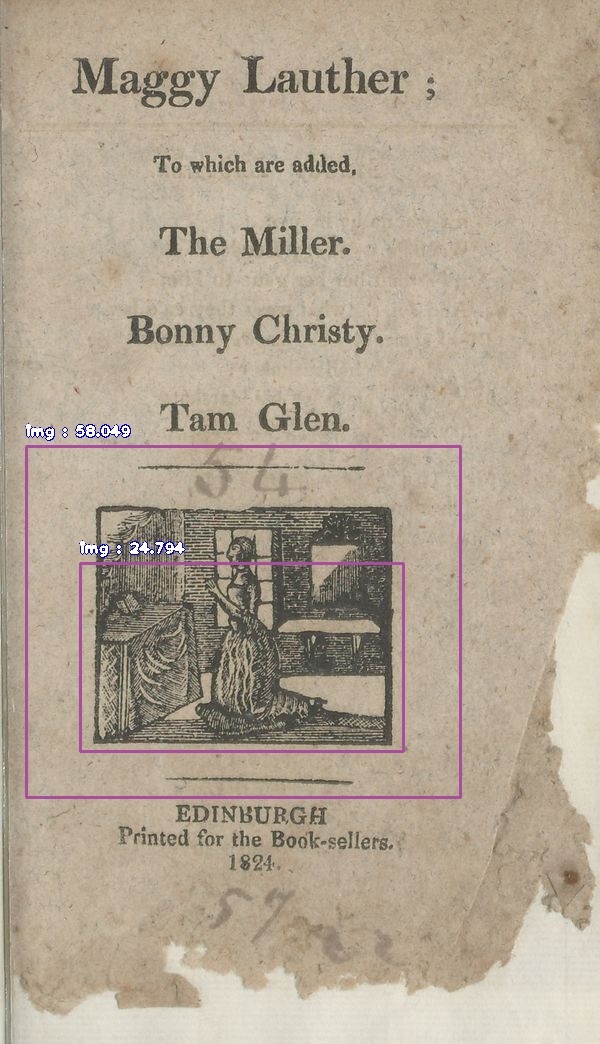 Maggy Lauther ;
To which are added,
The Miller.
Bonny Christy.
Tam Glen.
img : 58.049
54
img : 24.794
EDINBURGH
Printed for the Book-sellers.
1824.
57